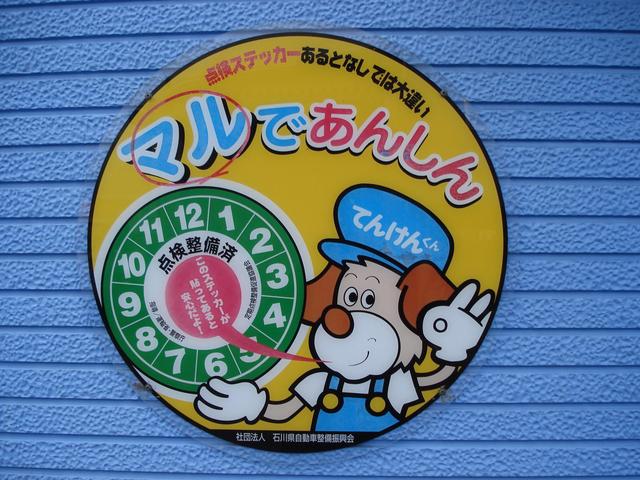 点検ステッカーあるとなしでは大違い
マルであんしん
てんけんくん
12 1 2 3 4 5 6 7 8 9 10 11
点検整備済
このステッカーが
貼ってあると
安心だよ!
社団法人 石川県自動車整備振興会